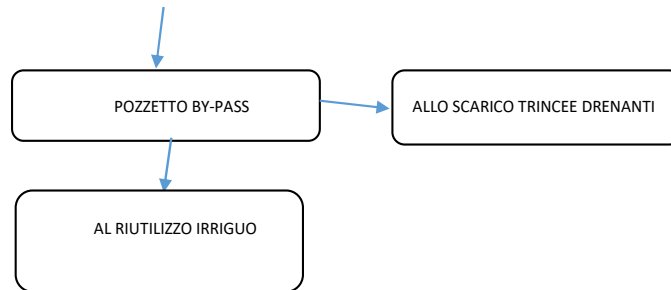 POZZETTO BY-PASS
ALLO SCARICO TRINCEE DRENANTI
AL RIUTILIZZO IRRIGUO